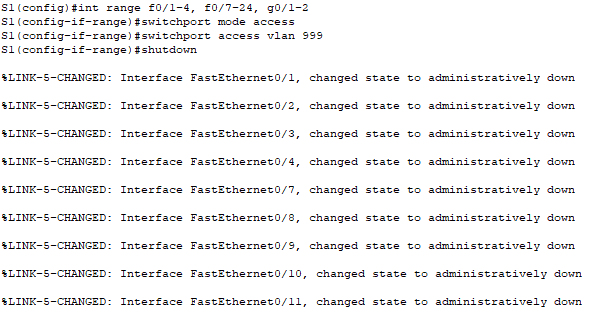 S1(config)#int range f0/1-4, f0/7-24, g0/1-2
S1(config-if-range)#switchport mode access
S1(config-if-range)#switchport access vlan 999
S1(config-if-range)#shutdown
%LINK-5-CHANGED: Interface FastEthernet0/1, changed state to administratively down
%LINK-5-CHANGED: Interface FastEthernet0/2, changed state to administratively down
%LINK-5-CHANGED: Interface FastEthernet0/3, changed state to administratively down
%LINK-5-CHANGED: Interface FastEthernet0/4, changed state to administratively down
%LINK-5-CHANGED: Interface FastEthernet0/7, changed state to administratively down
%LINK-5-CHANGED: Interface FastEthernet0/8, changed state to administratively down
%LINK-5-CHANGED: Interface FastEthernet0/9, changed state to administratively down
%LINK-5-CHANGED: Interface FastEthernet0/10, changed state to administratively down
%LINK-5-CHANGED: Interface FastEthernet0/11, changed state to administratively down